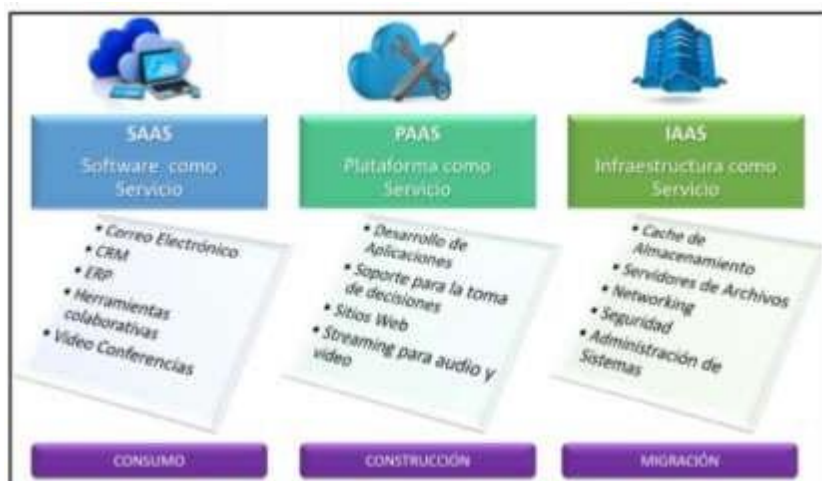 SAAS
Software como
Servicio
• Correo Electrónico
• CRM
• ERP
• Herramientas
colaborativas
• Video Conferencias
CONSUMO
PAAS
Plataforma como
Servicio
• Desarrollo de
Aplicaciones
• Soporte para la toma
de decisiones
• Sitios Web
• Streaming para audio y
video
CONSTRUCCIÓN
IAAS
Infraestructura como
Servicio
• Cache de
Almacenamiento
• Servidores de Archivos
• Networking
• Seguridad
• Administración de
Sistemas
MIGRACIÓN